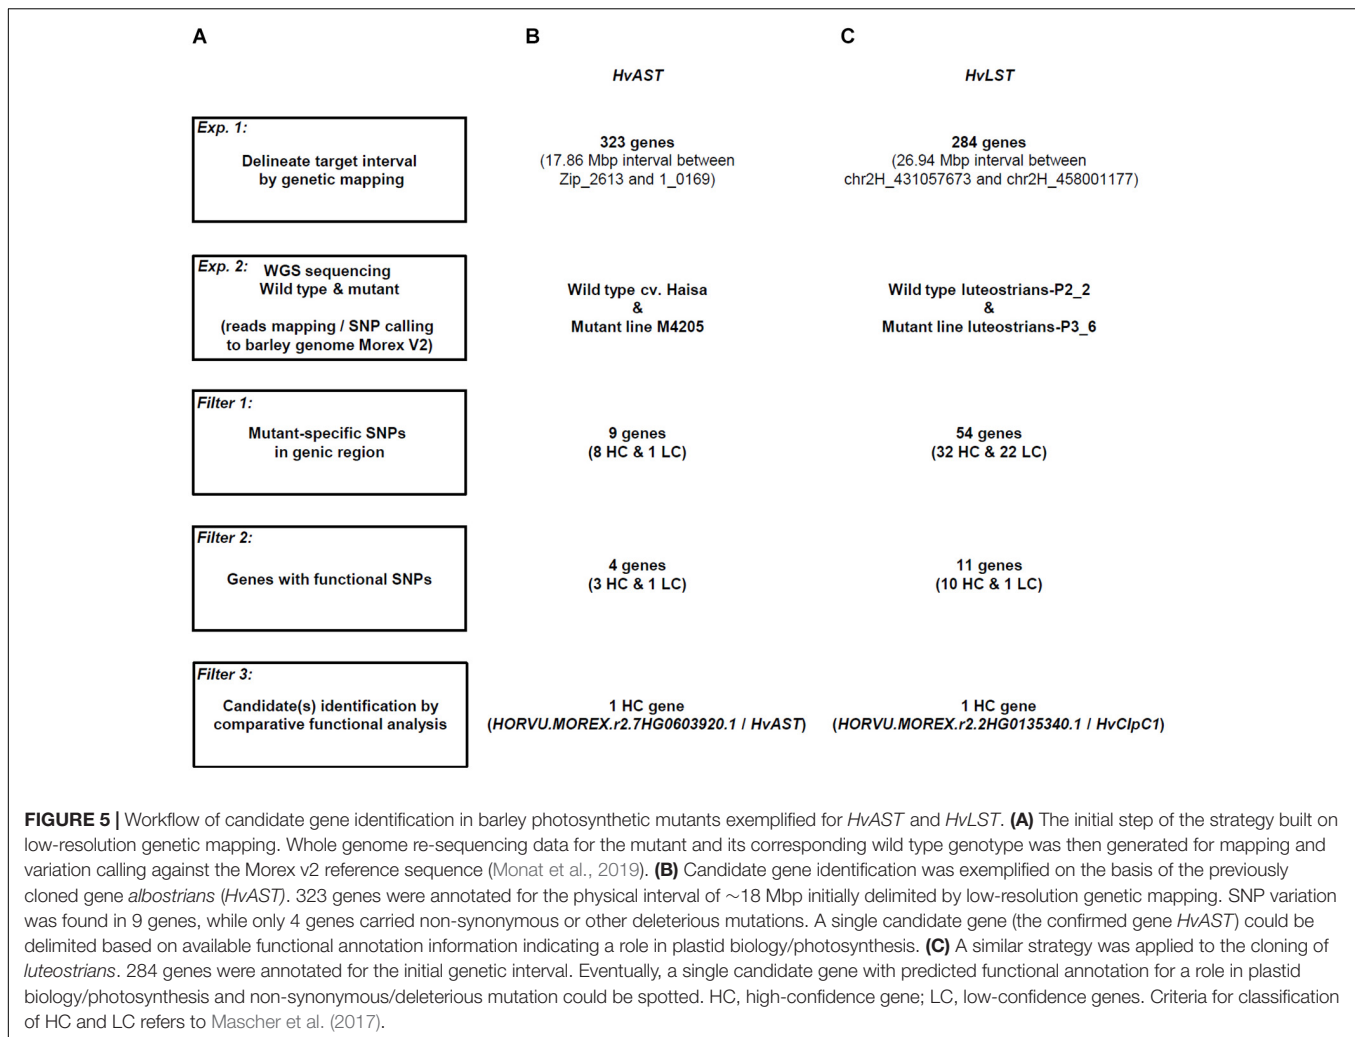 A
B
C
HvAST
HvLST
Exp. 1:
Delineate target interval
by genetic mapping
323 genes
(17.86 Mbp interval between
Zip_2613 and 1_0169)
284 genes
(26.94 Mbp interval between
chr2H_431057673 and chr2H_458001177)
Exp. 2:
WGS sequencing
Wild type & mutant
(reads mapping / SNP calling
to barley genome Morex V2)
Wild type cv. Haisa
&
Mutant line M4205
Wild type luteostrians-P2_2
&
Mutant line luteostrians-P3_6
Filter 1:
Mutant-specific SNPs
in genic region
9 genes
(8 HC & 1 LC)
54 genes
(32 HC & 22 LC)
Filter 2:
Genes with functional SNPs
4 genes
(3 HC & 1 LC)
11 genes
(10 HC & 1 LC)
Filter 3:
Candidate(s) identification by
comparative functional analysis
1 HC gene
(HORVU.MOREX.r2.7HG0603920.1 / HvAST)
1 HC gene
(HORVU.MOREX.r2.2HG0135340.1 / HvClpC1)
FIGURE 5 | Workflow of candidate gene identification in barley photosynthetic mutants exemplified for HvAST and HvLST. (A) The initial step of the strategy built on
low-resolution genetic mapping. Whole genome re-sequencing data for the mutant and its corresponding wild type genotype was then generated for mapping and
variation calling against the Morex v2 reference sequence (Monat et al., 2019). (B) Candidate gene identification was exemplified on the basis of the previously
cloned gene albostrians (HvAST). 323 genes were annotated for the physical interval of ∼18 Mbp initially delimited by low-resolution genetic mapping. SNP variation
was found in 9 genes, while only 4 genes carried non-synonymous or other deleterious mutations. A single candidate gene (the confirmed gene HvAST) could be
delimited based on available functional annotation information indicating a role in plastid biology/photosynthesis. (C) A similar strategy was applied to the cloning of
luteostrians. 284 genes were annotated for the initial genetic interval. Eventually, a single candidate gene with predicted functional annotation for a role in plastid
biology/photosynthesis and non-synonymous/deleterious mutation could be spotted. HC, high-confidence gene; LC, low-confidence genes. Criteria for classification
of HC and LC refers to Mascher et al. (2017).